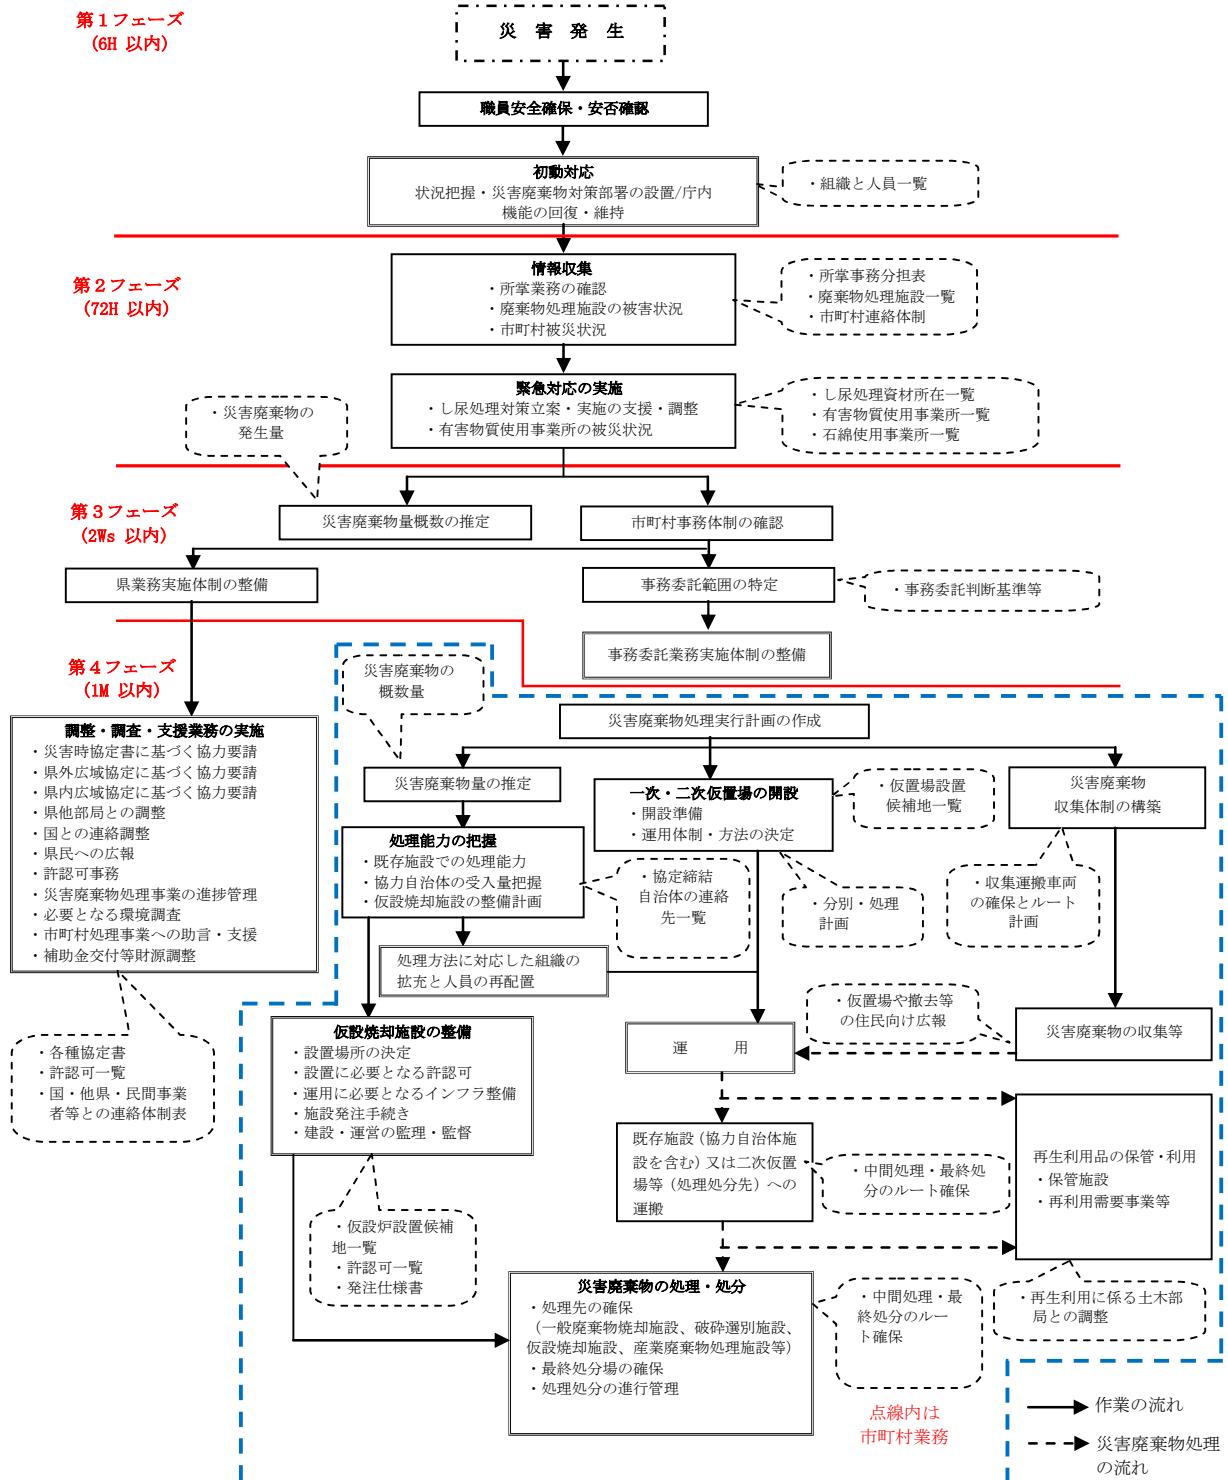 第１フェーズ
(6H 以内)
災 害 発 生
職員安全確保・安否確認
初動対応
状況把握・災害廃棄物対策部署の設置/庁内
機能の回復・維持
・組織と人員一覧
第２フェーズ
(72H 以内)
情報収集
・所掌業務の確認
・廃棄物処理施設の被害状況
・市町村被災状況
・所掌事務分担表
・廃棄物処理施設一覧
・市町村連絡体制
緊急対応の実施
・し尿処理対策立案・実施の支援・調整
・有害物質使用事業所の被災状況
・し尿処理資材所在一覧
・有害物質使用事業所一覧
・石綿使用事業所一覧
・災害廃棄物の
発生量
第３フェーズ
(2Ws 以内)
災害廃棄物量概数の推定
市町村事務体制の確認
県業務実施体制の整備
事務委託範囲の特定
・事務委託判断基準等
事務委託業務実施体制の整備
第４フェーズ
(1M 以内)
災害廃棄物の
概数量
調整・調査・支援業務の実施
・災害時協定書に基づく協力要請
・県外広域協定に基づく協力要請
・県内広域協定に基づく協力要請
・県他部局との調整
・国との連絡調整
・県民への広報
・許認可事務
・災害廃棄物処理事業の進捗管理
・必要となる環境調査
・市町村処理事業への助言・支援
・補助金交付等財源調整
・各種協定書
・許認可一覧
・国・他県・民間事業
者等との連絡体制表
災害廃棄物処理実行計画の作成
災害廃棄物量の推定
一次・二次仮置場の開設
・開設準備
・運用体制・方法の決定
・仮置場設置
候補地一覧
災害廃棄物
収集体制の構築
処理能力の把握
・既存施設での処理能力
・協力自治体の受入量把握
・仮設焼却施設の整備計画
・協定締結
自治体の連絡
先一覧
・分別・処理
計画
・収集運搬車両
の確保とルート
計画
処理方法に対応した組織の
拡充と人員の再配置
・仮置場や撤去等
の住民向け広報
仮設焼却施設の整備
・設置場所の決定
・設置に必要となる許認可
・運用に必要となるインフラ整備
・施設発注手続き
・建設・運営の監理・監督
運 用
災害廃棄物の収集等
既存施設（協力自治体施
設を含む）又は二次仮置
場等（処理処分先）への
運搬
・中間処理・最終処
分のルート確保
再生利用品の保管・利用
・保管施設
・再利用需要事業等
・仮設炉設置候補
地一覧
・許認可一覧
・発注仕様書
災害廃棄物の処理・処分
・処理先の確保
（一般廃棄物焼却施設、破砕選別施設、
仮設焼却施設、産業廃棄物処理施設等）
・最終処分場の確保
・処理処分の進行管理
・中間処理・最
終処分のルー
ト確保
・再生利用に係る土木部
局との調整
点線内は
市町村業務
作業の流れ
災害廃棄物処理
の流れ